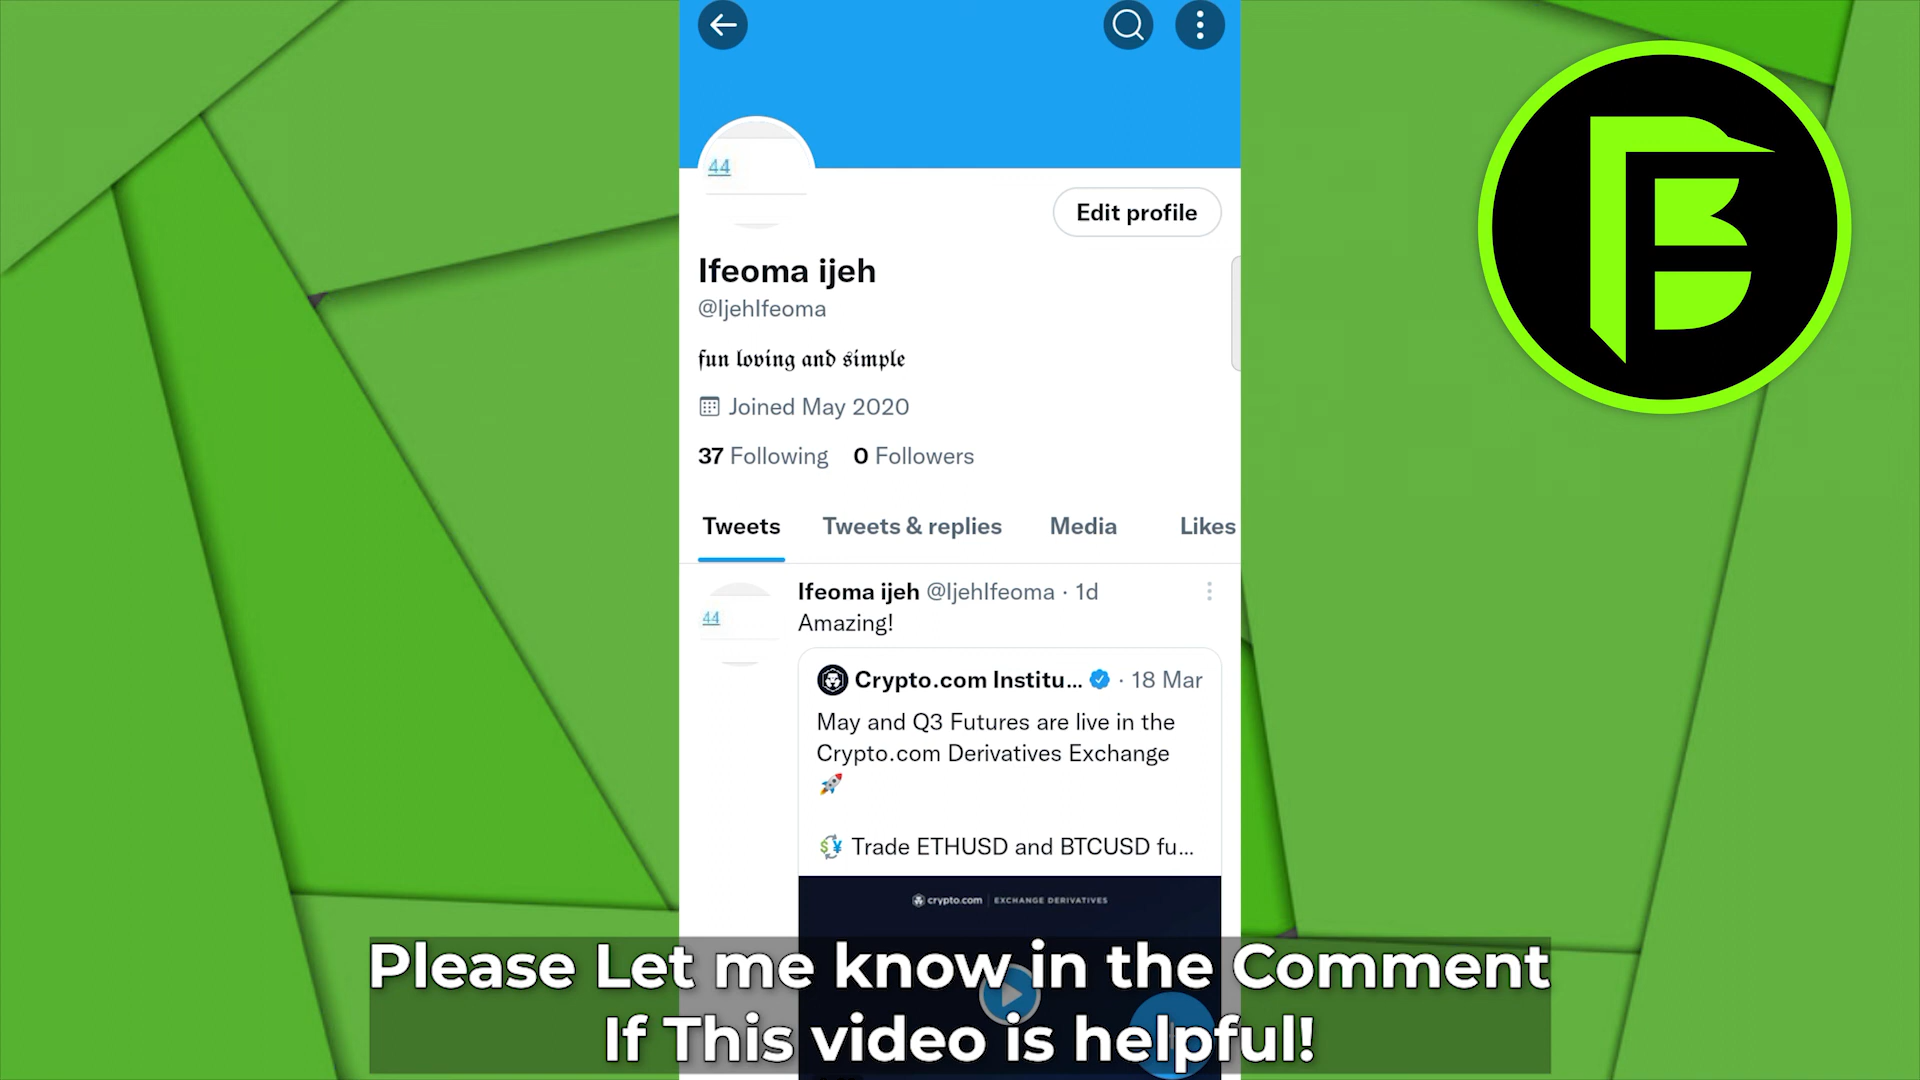 44
Edit profile
Ifeoma ijeh
@IjehIfeoma
𝔣𝔲𝔫 𝔩𝔬𝔳𝔦𝔫𝔤 𝔞𝔫𝔡 𝔰𝔦𝔪𝔭𝔩𝔢
Joined May 2020
37 Following 0 Followers
Tweets Tweets & replies Media Likes
44
Ifeoma ijeh @IjehIfeoma · 1d
Amazing!
Crypto.com Institu... · 18 Mar
May and Q3 Futures are live in the
Crypto.com Derivatives Exchange
🚀
💱 Trade ETHUSD and BTCUSD fu...
crypto.com | EXCHANGE DERIVATIVES
Please Let me know in the Comment
If This video is helpful!